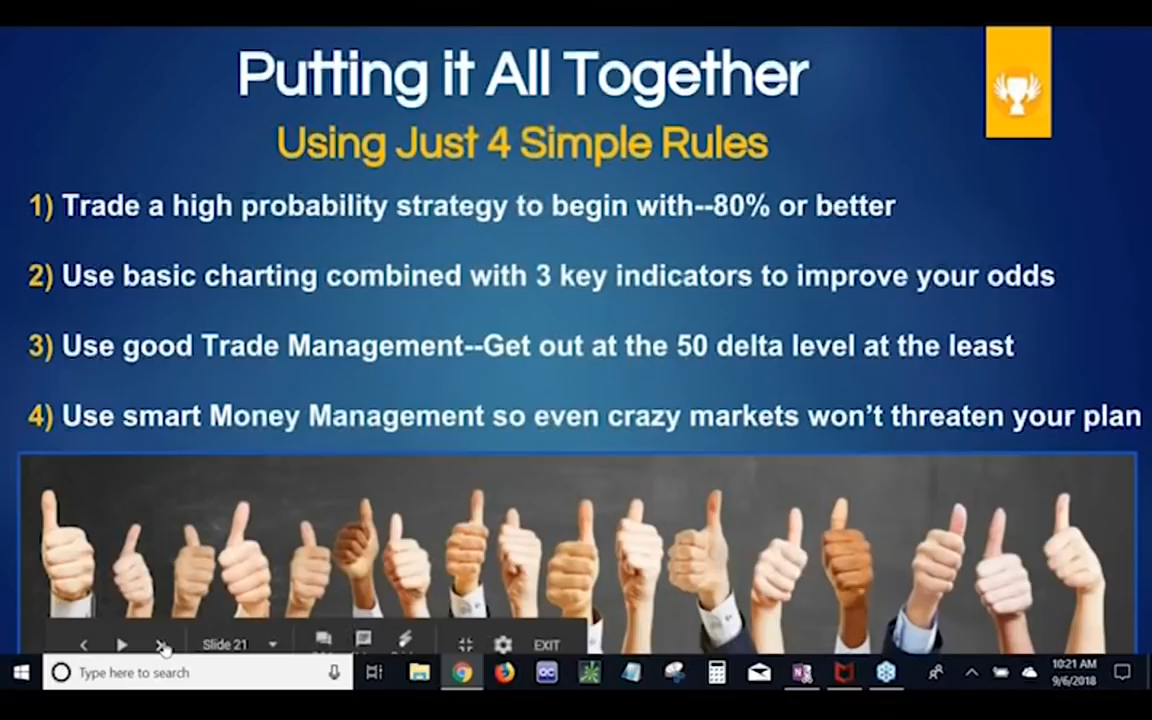 Putting it All Together
Using Just 4 Simple Rules
1) Trade a high probability strategy to begin with--80% or better
2) Use basic charting combined with 3 key indicators to improve your odds
3) Use good Trade Management--Get out at the 50 delta level at the least
4) Use smart Money Management so even crazy markets won't threaten your plan
Slide 21
EXIT
Type here to search
10:21 AM
9/6/2018